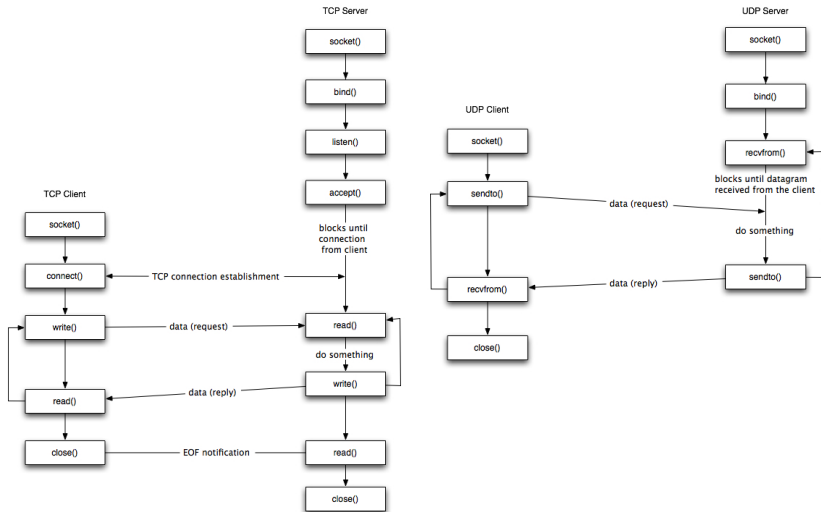 TCP Server
socket()
bind()
listen()
accept()
blocks until
connection
from client
TCP Client
socket()
connect()
TCP connection establishment
write()
data (request)
read()
do something
write()
data (reply)
read()
close()
EOF notification
read()
close()
UDP Server
socket()
bind()
recvfrom()
blocks until datagram
received from the client
UDP Client
socket()
sendto()
data (request)
do something
sendto()
data (reply)
recvfrom()
close()